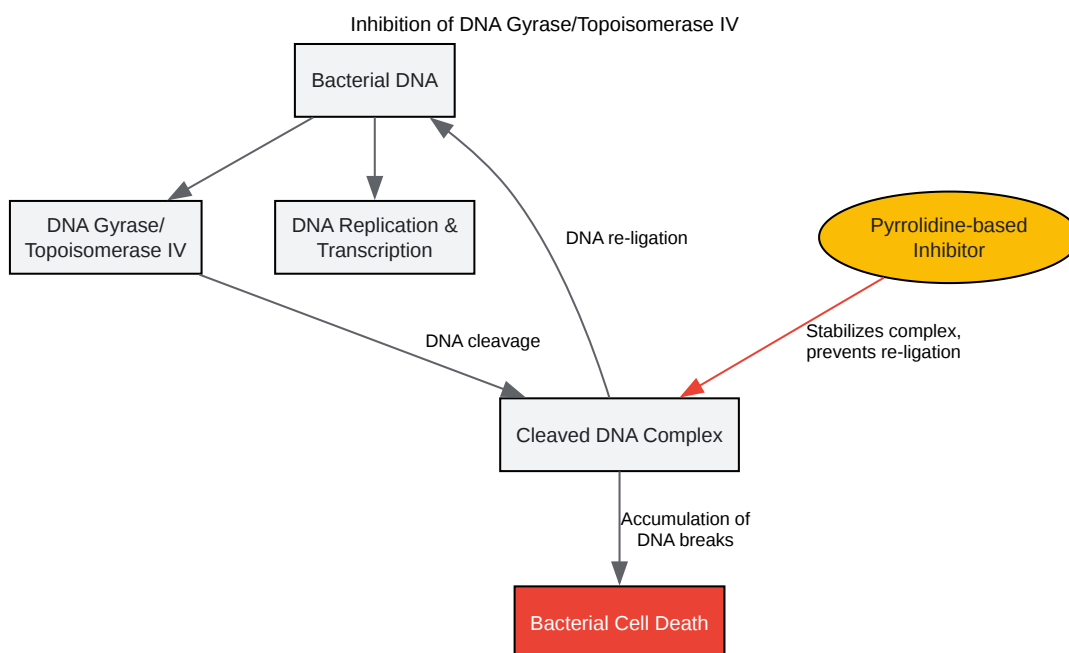 Inhibition of DNA Gyrase/Topoisomerase IV
Bacterial DNA
DNA Gyrase/
Topoisomerase IV
DNA Replication &
Transcription
DNA re-ligation
Pyrrolidine-based
Inhibitor
DNA cleavage
Stabilizes complex,
prevents re-ligation
Cleaved DNA Complex
Accumulation of
DNA breaks
Bacterial Cell Death